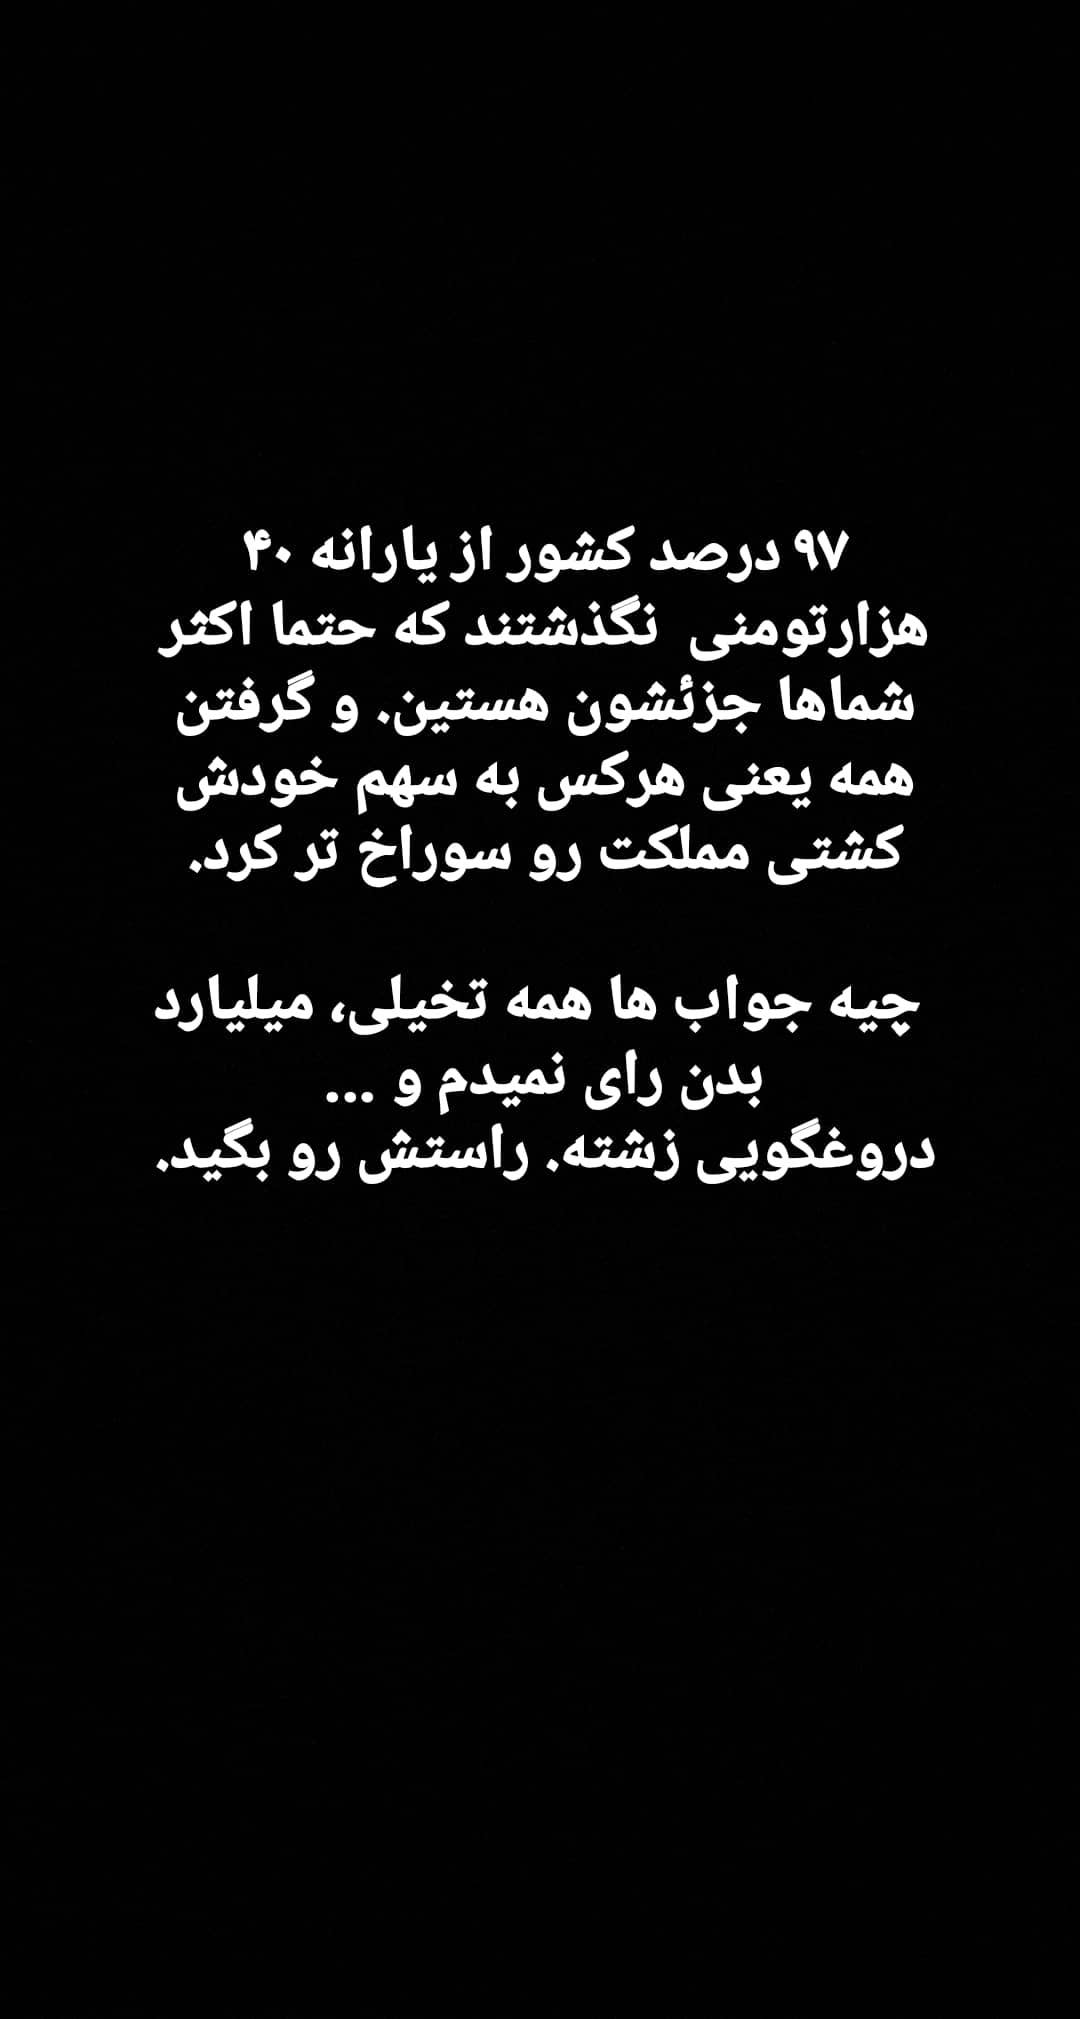 ۹۷ درصد کشور از یارانه ۴۰
هزارتومنی  نگذشتند که حتما اکثر
شماها جزئشون هستین. و گرفتن
همه یعنی هرکس به سهم خودش
کشتی مملکت رو سوراخ تر کرد.
چیه جواب ها همه تخیلی، میلیارد
بدن رای نمیدم و ...
دروغگویی زشته. راستش رو بگید.